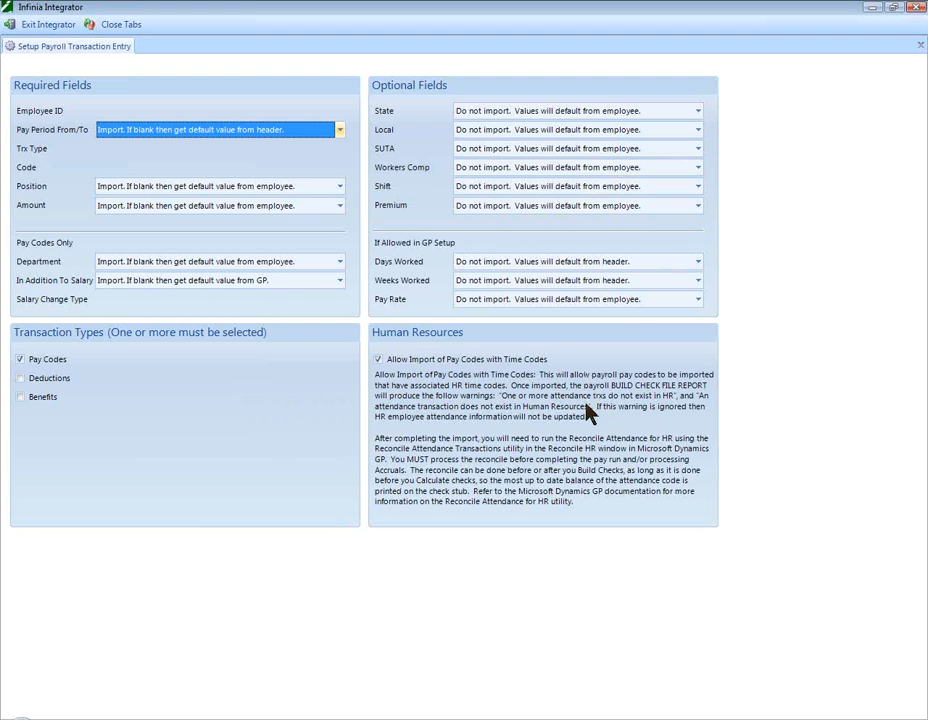 Infinia Integrator
Exit Integrator Close Tabs
Setup Payroll Transaction Entry
Required Fields
Employee ID
Pay Period From/To Import. If blank then get default value from header.
Trx Type
Code
Position Import. If blank then get default value from employee.
Amount Import. If blank then get default value from employee.
Pay Codes Only
Department Import. If blank then get default value from employee.
In Addition To Salary Import. If blank then get default value from GP.
Salary Change Type
Optional Fields
State Do not import. Values will default from employee.
Local Do not import. Values will default from employee.
SUTA Do not import. Values will default from employee.
Workers Comp Do not import. Values will default from employee.
Shift Do not import. Values will default from employee.
Premium Do not import. Values will default from employee.
If Allowed in GP Setup
Days Worked Do not import. Values will default from header.
Weeks Worked Do not import. Values will default from header.
Pay Rate Do not import. Values will default from employee.
Transaction Types (One or more must be selected)
Pay Codes
Deductions
Benefits
Human Resources
Allow Import of Pay Codes with Time Codes
Allow Import of Pay Codes with Time Codes: This will allow payroll pay codes to be imported
that have associated HR time codes. Once imported, the payroll BUILD CHECK FILE REPORT
will produce the follow warnings: "One or more attendance trxs do not exist in HR", and "An
attendance transaction does not exist in Human Resources". If this warning is ignored then
HR employee attendance information will not be updated.
After completing the import, you will need to run the Reconcile Attendance for HR using the
Reconcile Attendance Transactions utility in the Reconcile HR window in Microsoft Dynamics
GP. You MUST process the reconcile before completing the pay run and/or processing
Accruals. The reconcile can be done before or after you Build Checks, as long as it is done
before you Calculate checks, so the most up to date balance of the attendance code is
printed on the check stub. Refer to the Microsoft Dynamics GP documentation for more
information on the Reconcile Attendance for HR utility.